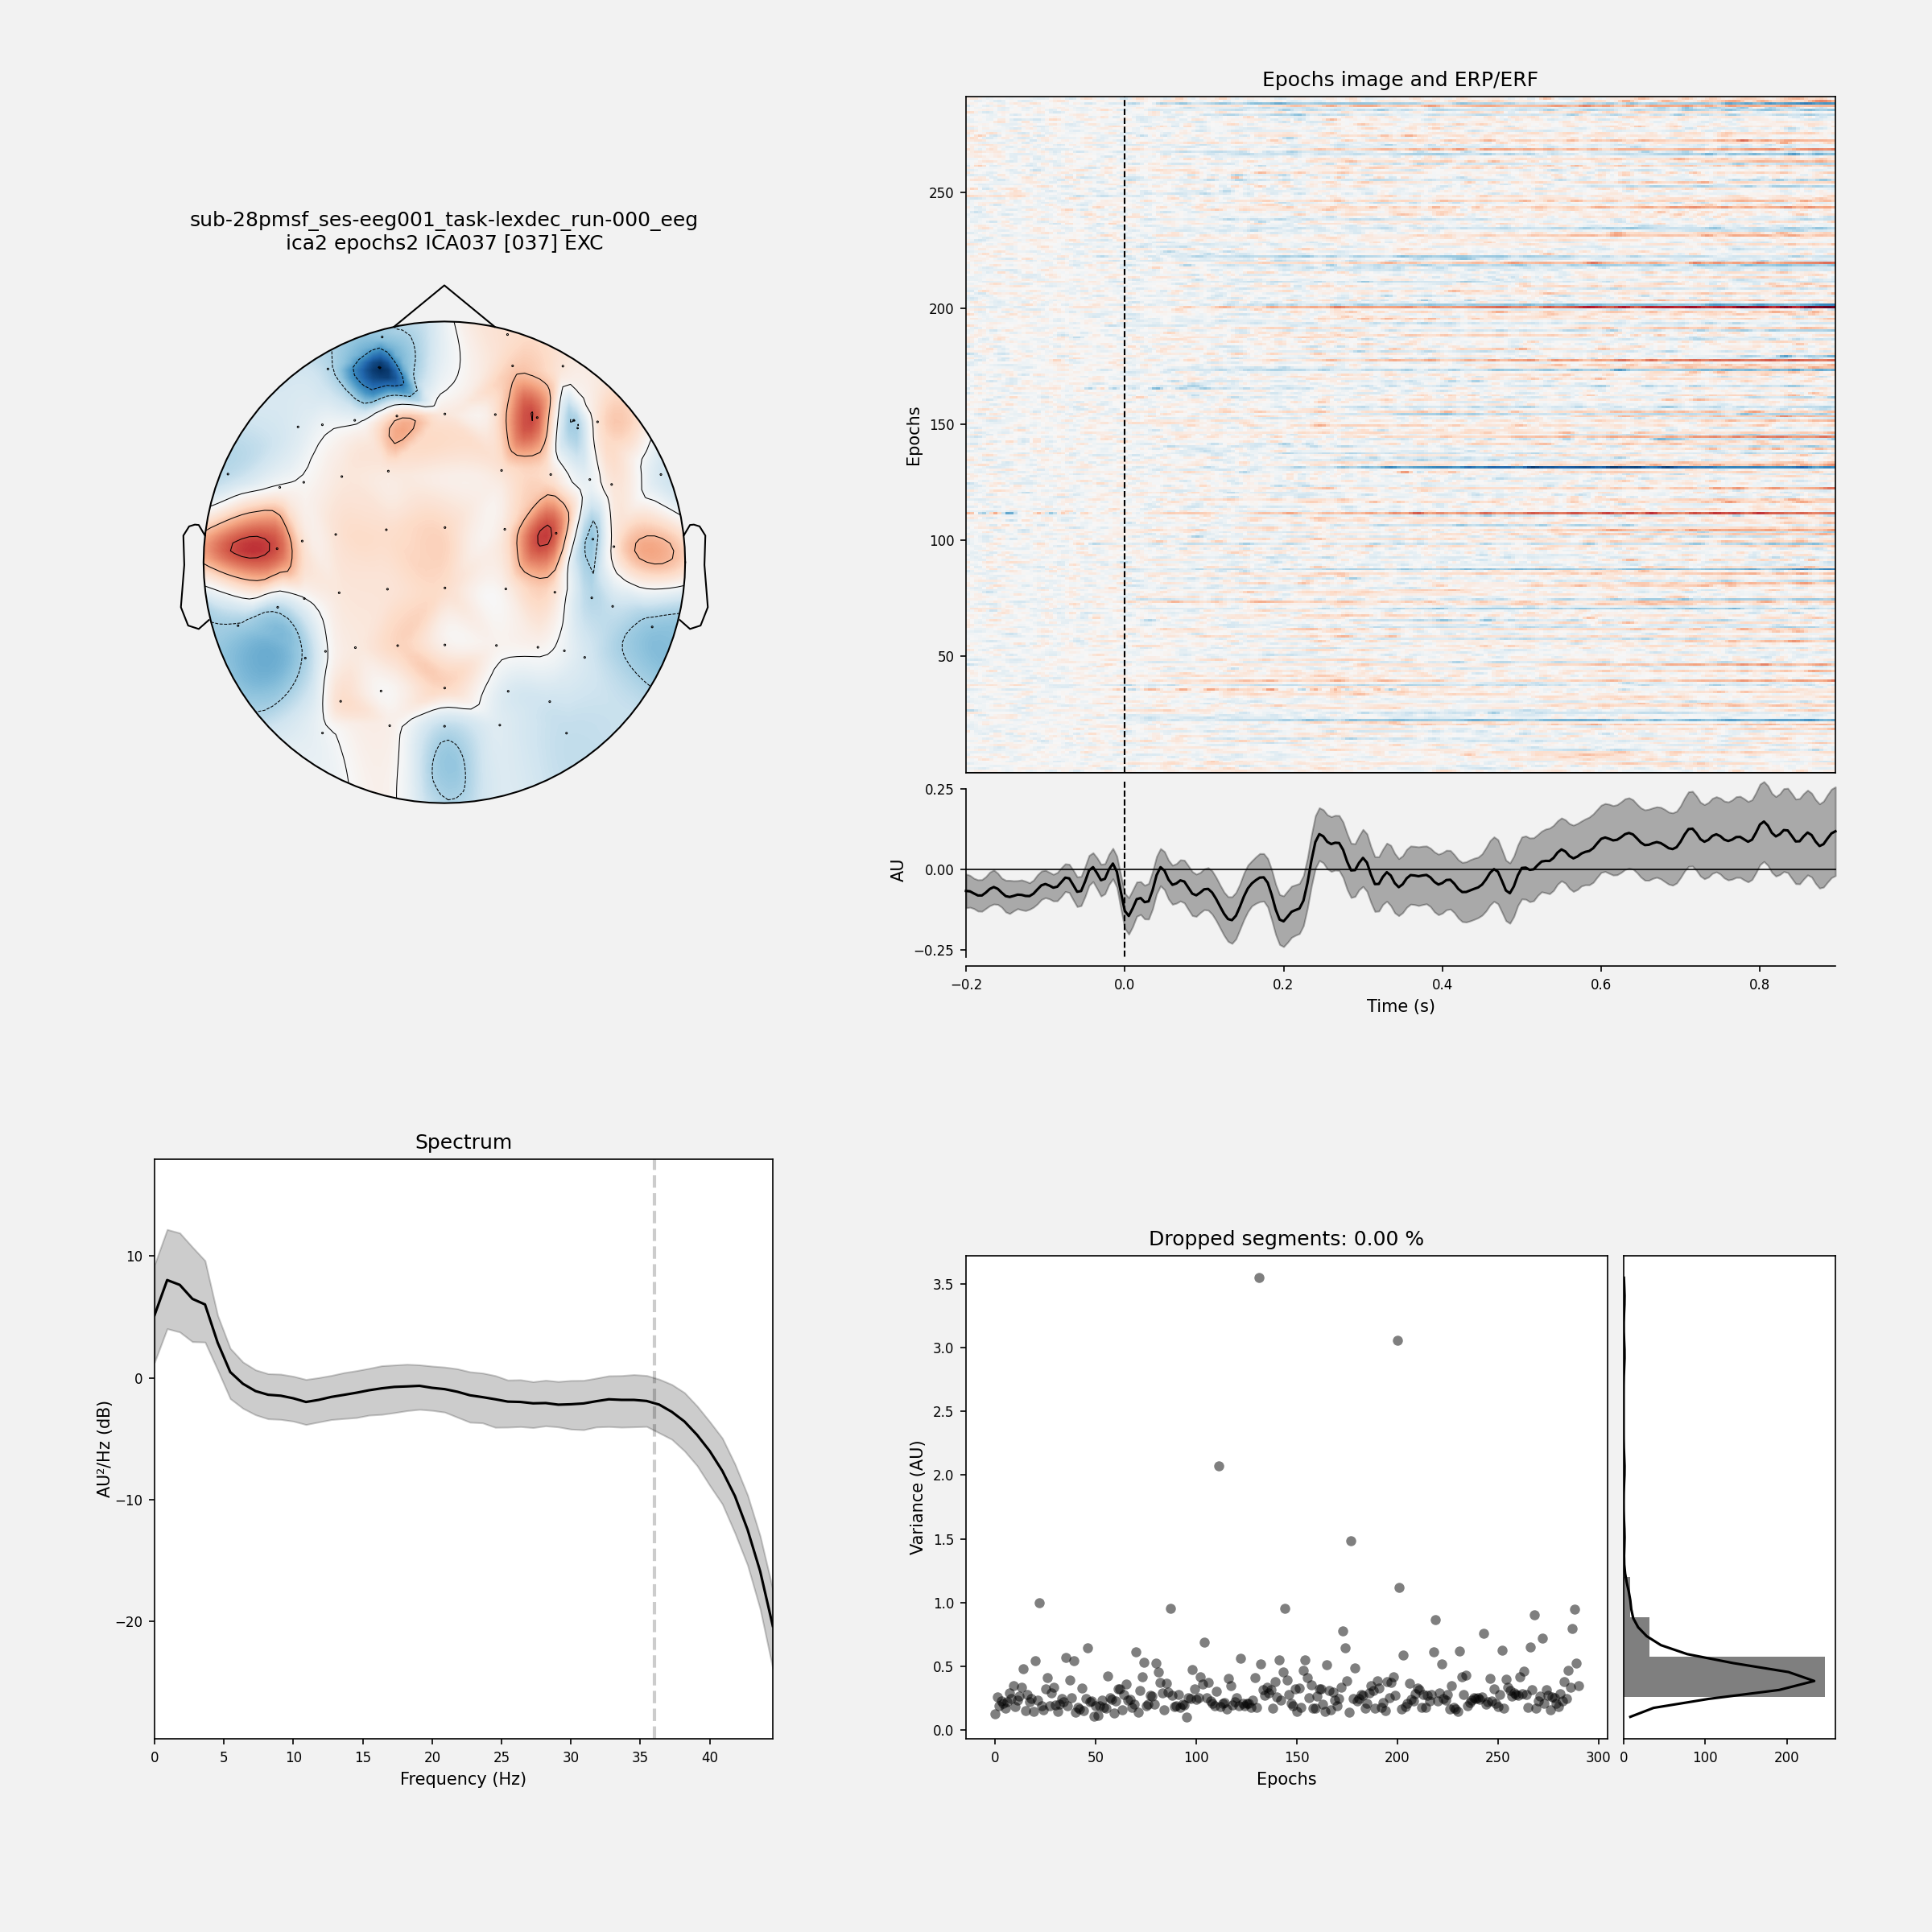 sub-28pmsf_ses-eeg001_task-lexdec_run-000_eeg
ica2 epochs2 ICA037 [037] EXC
Epochs image and ERP/ERF
250
200
150
100
50
Epochs
0.25
0.00
−0.25
AU
−0.2 0.0 0.2 0.4 0.6 0.8
Time (s)
Spectrum
10
0
−10
−20
AU²/Hz (dB)
0 5 10 15 20 25 30 35 40
Frequency (Hz)
Dropped segments: 0.00 %
3.5
3.0
2.5
2.0
1.5
1.0
0.5
0.0
Variance (AU)
0 50 100 150 200 250 300
Epochs
0 100 200